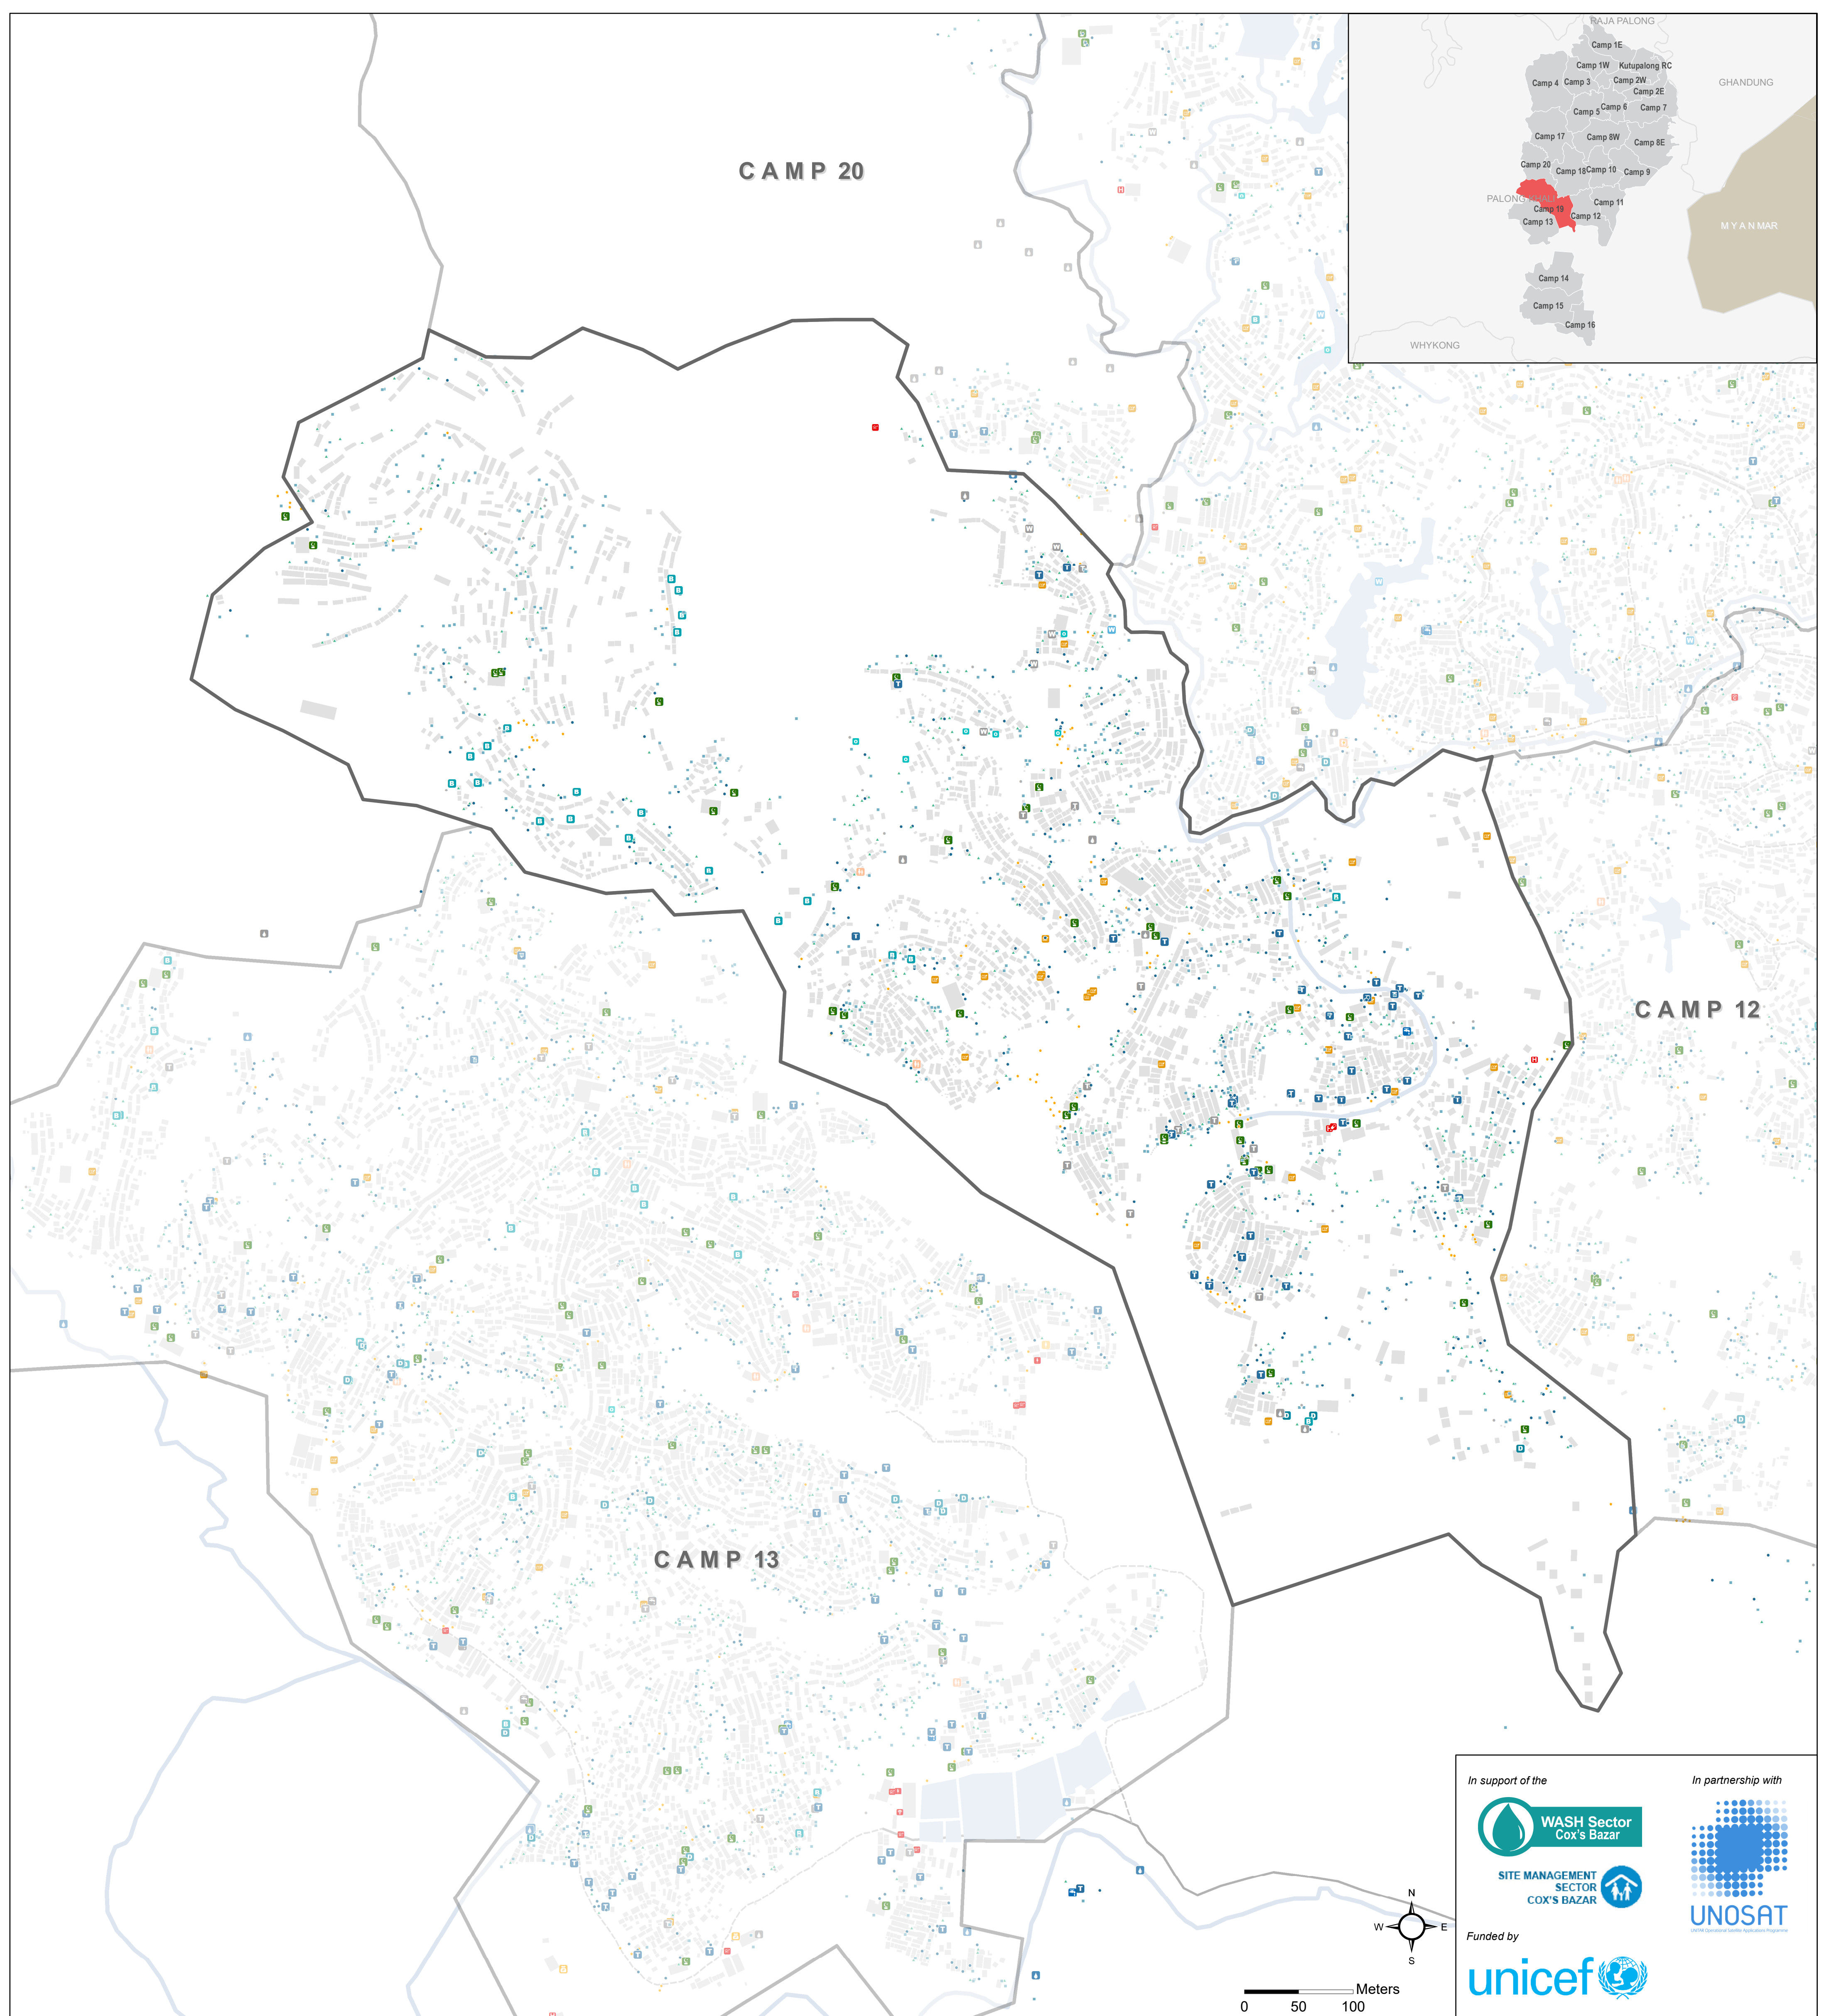 CAMP 20
RAJA PALONG
Camp 1E
Camp 1W
Kutupalong RC
GHANDUNG
Camp 4
Camp 3
Camp 2W
Camp 2E
Camp 5
Camp 6
Camp 7
Camp 17
Camp 8W
Camp 8E
Camp 20
Camp 18
Camp 10
Camp 9
PALONG
Camp 19
Camp 11
Camp 13
Camp 12
MYANMAR
Camp 14
Camp 15
Camp 16
WHYKONG
CAMP 12
CAMP 13
In support of the
In partnership with
WASH Sector
Cox's Bazar
SITE MANAGEMENT
SECTOR
COX'S BAZAR
UNOSAT
Funded by
unicef
N
W
E
S
Meters
0 50 100